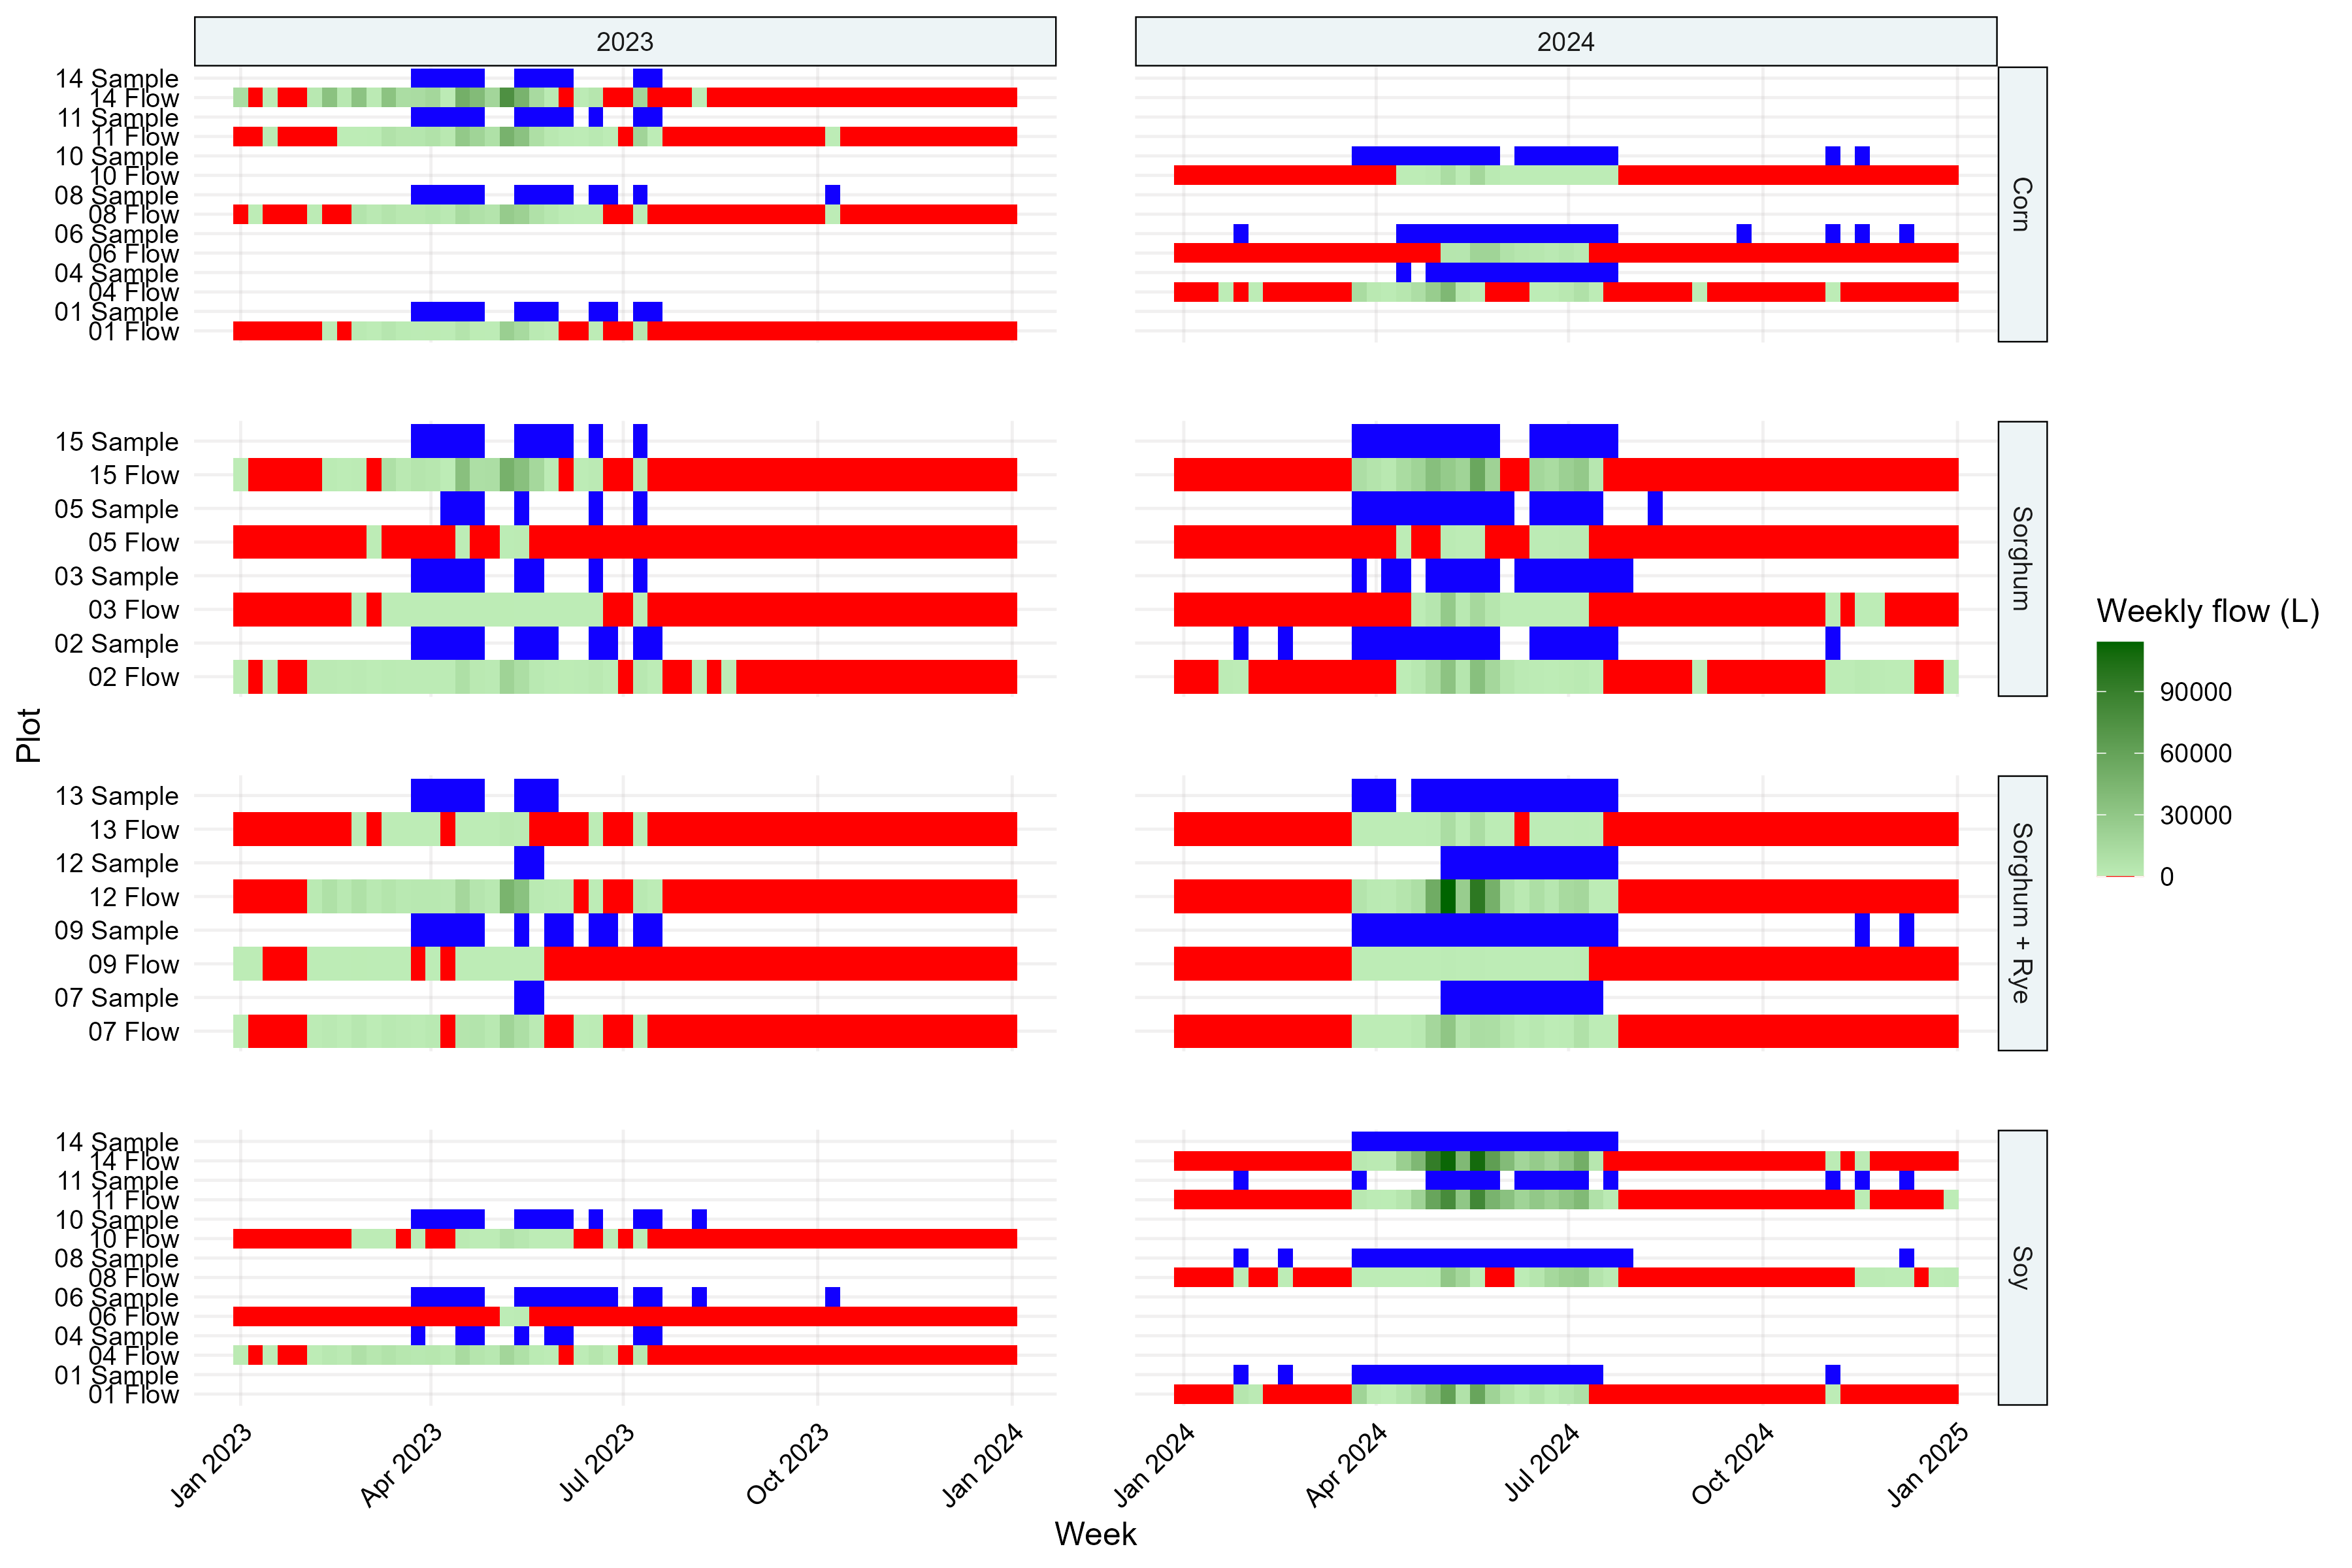 2023
2024
14 Sample
14 Flow
11 Sample
11 Flow
10 Sample
10 Flow
08 Sample
08 Flow
06 Sample
06 Flow
04 Sample
04 Flow
01 Sample
01 Flow
Corn
15 Sample
15 Flow
05 Sample
05 Flow
03 Sample
03 Flow
02 Sample
02 Flow
Sorghum
13 Sample
13 Flow
12 Sample
12 Flow
09 Sample
09 Flow
07 Sample
07 Flow
Sorghum + Rye
14 Sample
14 Flow
11 Sample
11 Flow
10 Sample
10 Flow
08 Sample
08 Flow
06 Sample
06 Flow
04 Sample
04 Flow
01 Sample
01 Flow
Soy
Plot
Jan 2023
Apr 2023
Jul 2023
Oct 2023
Jan 2024
Jan 2024
Apr 2024
Jul 2024
Oct 2024
Jan 2025
Week
Weekly flow (L)
90000
60000
30000
0